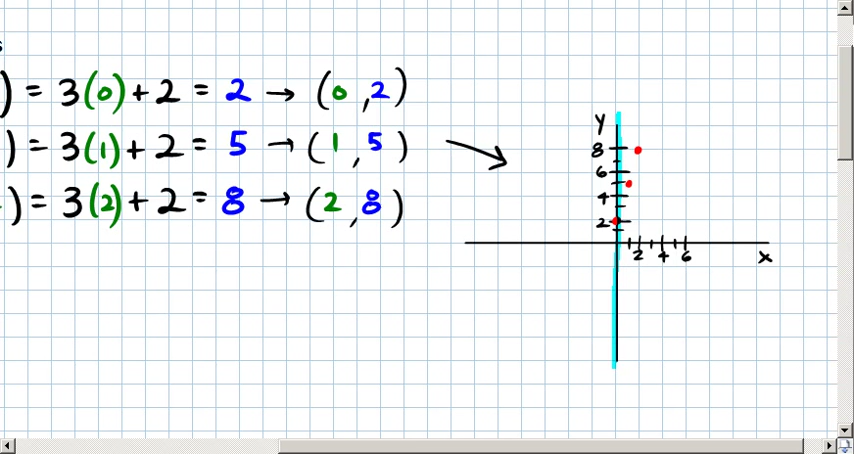 s
) = 3(0) + 2 = 2 → (0, 2)
) = 3(1) + 2 = 5 → (1, 5)
) = 3(2) + 2 = 8 → (2, 8)
y
8
6
4
2
2 4 6
x